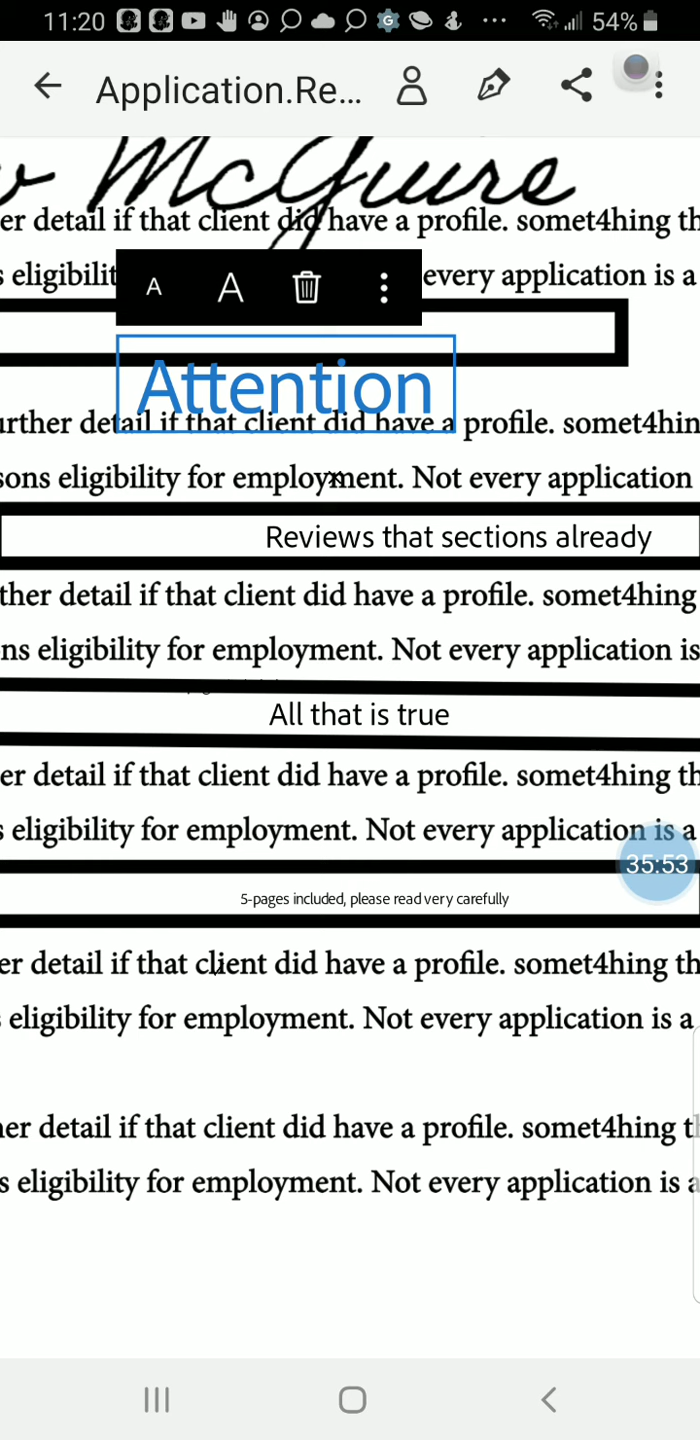 11:20 54%
Application.Re...
McGuire
er detail if that client did have a profile. somet4hing th
s eligibilit every application is a
A A
Attention
urther detail if that client did have a profile. somet4hin
sons eligibility for employment. Not every application
Reviews that sections already
ther detail if that client did have a profile. somet4hing
ns eligibility for employment. Not every application is
All that is true
er detail if that client did have a profile. somet4hing th
s eligibility for employment. Not every application is a
35:53
5-pages included, please read very carefully
er detail if that client did have a profile. somet4hing th
s eligibility for employment. Not every application is a
ner detail if that client did have a profile. somet4hing t
s eligibility for employment. Not every application is a